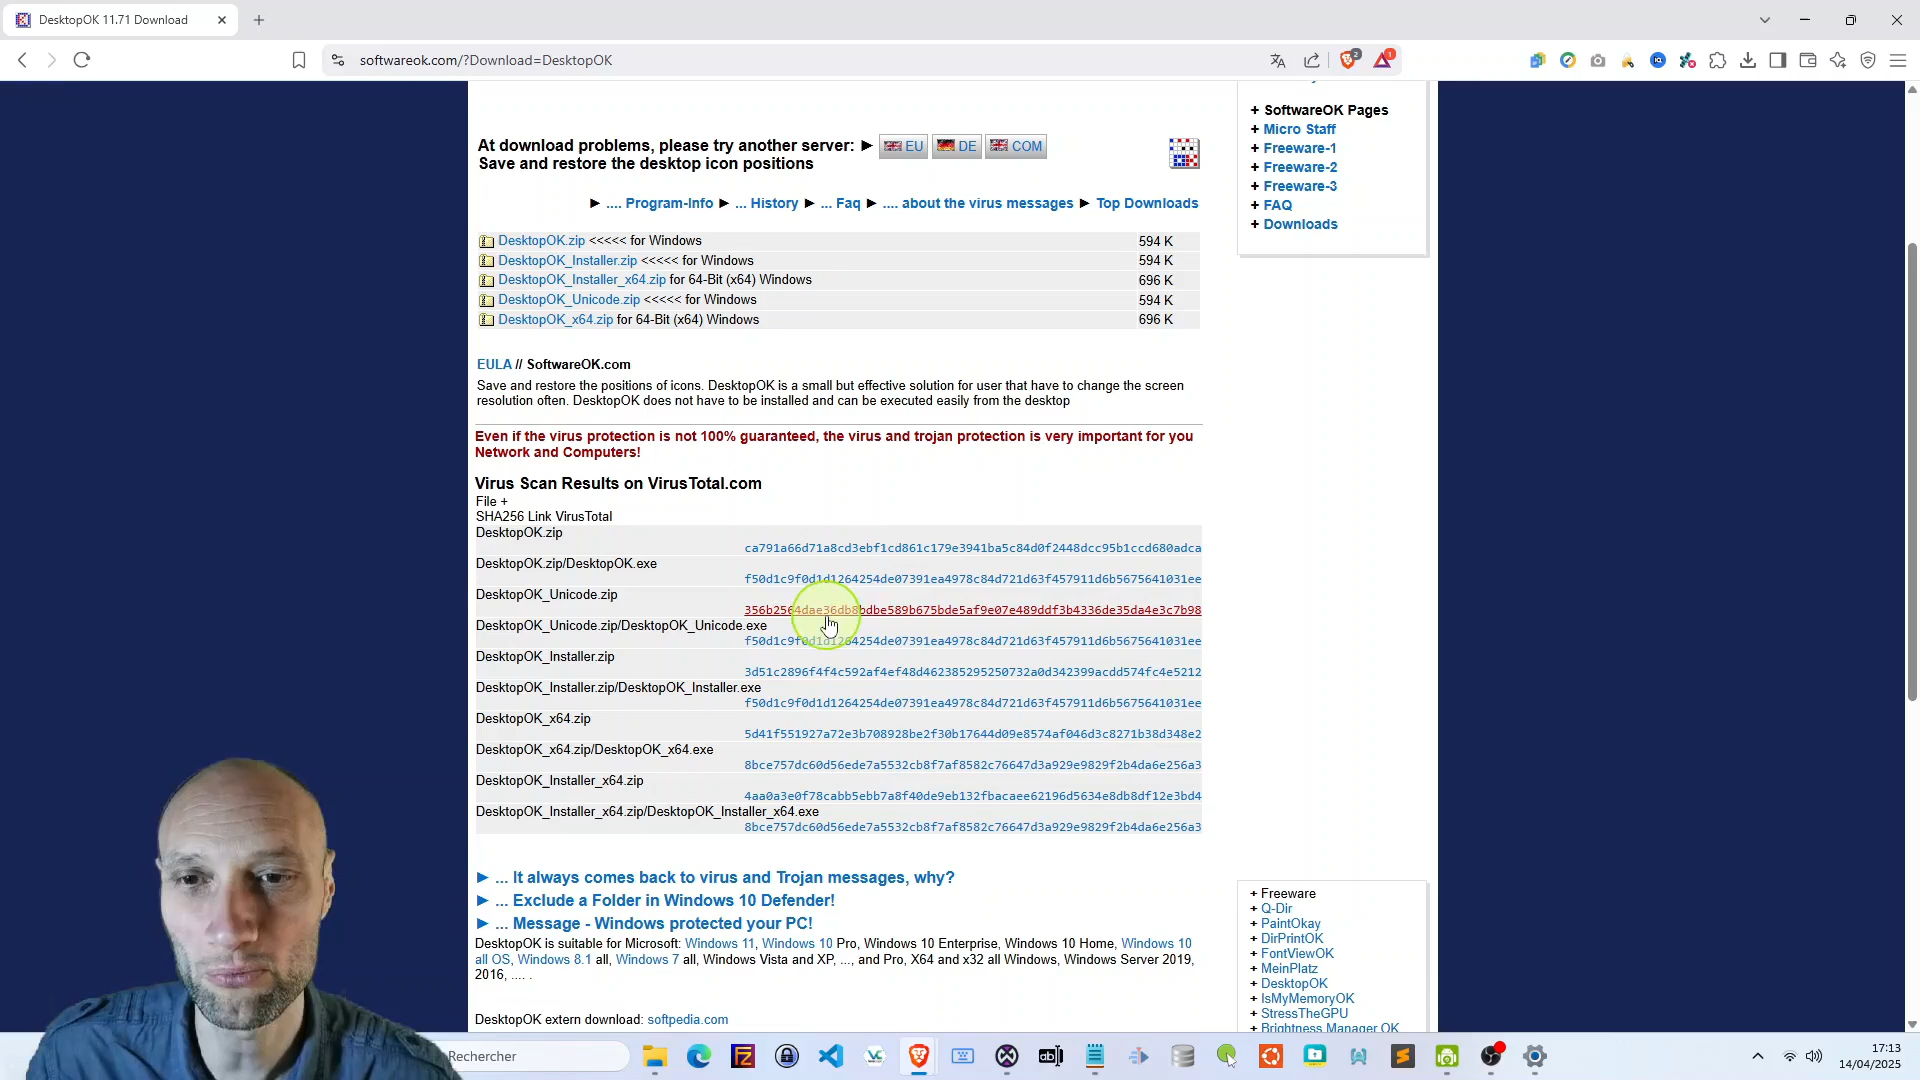 DesktopOK 11.71 Download
softwareok.com/?Download=DesktopOK
2
1
At download problems, please try another server: ► EU DE COM
Save and restore the desktop icon positions
► .... Program-Info ► ... History ► ... Faq ► .... about the virus messages ► Top Downloads
DesktopOK.zip <<<<< for Windows 594 K
DesktopOK_Installer.zip <<<<< for Windows 594 K
DesktopOK_Installer_x64.zip for 64-Bit (x64) Windows 696 K
DesktopOK_Unicode.zip <<<<< for Windows 594 K
DesktopOK_x64.zip for 64-Bit (x64) Windows 696 K
EULA // SoftwareOK.com
Save and restore the positions of icons. DesktopOK is a small but effective solution for user that have to change the screen
resolution often. DesktopOK does not have to be installed and can be executed easily from the desktop
Even if the virus protection is not 100% guaranteed, the virus and trojan protection is very important for you
Network and Computers!
Virus Scan Results on VirusTotal.com
File +
SHA256 Link VirusTotal
DesktopOK.zip
ca791a66d71a8cd3ebf1cd861c179e3941ba5c84d0f2448dcc95b1ccd680adca
DesktopOK.zip/DesktopOK.exe
f50d1c9f0d1d1264254de07391ea4978c84d721d63f457911d6b5675641031ee
DesktopOK_Unicode.zip
356b2564dae36db8bdbe589b675bde5af9e07e489ddf3b4336de35da4e3c7b98
DesktopOK_Unicode.zip/DesktopOK_Unicode.exe
f50d1c9f0d1d1264254de07391ea4978c84d721d63f457911d6b5675641031ee
DesktopOK_Installer.zip
3d51c2896f4f4c592af4ef48d462385295250732a0d342399acdd574fc4e5212
DesktopOK_Installer.zip/DesktopOK_Installer.exe
f50d1c9f0d1d1264254de07391ea4978c84d721d63f457911d6b5675641031ee
DesktopOK_x64.zip
5d41f551927a72e3b708928be2f30b17644d09e8574af046d3c8271b38d348e2
DesktopOK_x64.zip/DesktopOK_x64.exe
8bce757dc60d56ede7a5532cb8f7af8582c76647d3a929e9829f2b4da6e256a3
DesktopOK_Installer_x64.zip
4aa0a3e0f78cabb5ebb7a8f40de9eb132fbacaee62196d5634e8db8df12e3bd4
DesktopOK_Installer_x64.zip/DesktopOK_Installer_x64.exe
8bce757dc60d56ede7a5532cb8f7af8582c76647d3a929e9829f2b4da6e256a3
► ... It always comes back to virus and Trojan messages, why?
► ... Exclude a Folder in Windows 10 Defender!
► ... Message - Windows protected your PC!
DesktopOK is suitable for Microsoft: Windows 11, Windows 10 Pro, Windows 10 Enterprise, Windows 10 Home, Windows 10
all OS, Windows 8.1 all, Windows 7 all, Windows Vista and XP, ..., and Pro, X64 and x32 all Windows, Windows Server 2019,
2016, .... .
DesktopOK extern download: softpedia.com
+ SoftwareOK Pages
+ Micro Staff
+ Freeware-1
+ Freeware-2
+ Freeware-3
+ FAQ
+ Downloads
+ Freeware
+ Q-Dir
+ PaintOkay
+ DirPrintOK
+ FontViewOK
+ MeinPlatz
+ DesktopOK
+ IsMyMemoryOK
+ StressTheGPU
+ Brightness Manager OK
Rechercher
17:13
14/04/2025